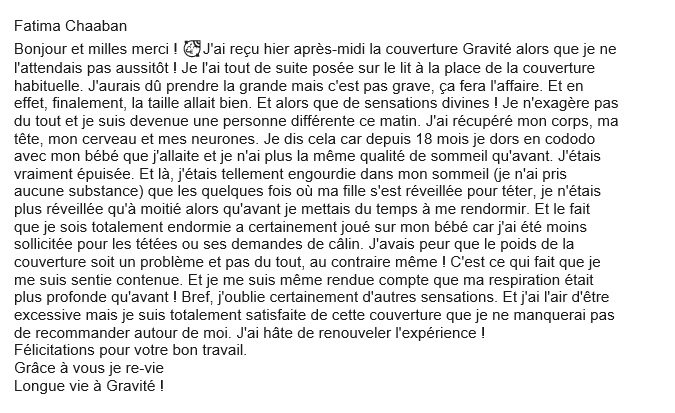 Fatima Chaaban
Bonjour et milles merci ! J'ai reçu hier après-midi la couverture Gravité alors que je ne
l'attendais pas aussitôt ! Je l'ai tout de suite posée sur le lit à la place de la couverture
habituelle. J'aurais dû prendre la grande mais c'est pas grave, ça fera l'affaire. Et en
effet, finalement, la taille allait bien. Et alors que de sensations divines ! Je n'exagère pas
du tout et je suis devenue une personne différente ce matin. J'ai récupéré mon corps, ma
tête, mon cerveau et mes neurones. Je dis cela car depuis 18 mois je dors en cododo
avec mon bébé que j'allaite et je n'ai plus la même qualité de sommeil qu'avant. J'étais
vraiment épuisée. Et là, j'étais tellement engourdie dans mon sommeil (je n'ai pris
aucune substance) que les quelques fois où ma fille s'est réveillée pour téter, je n'étais
plus réveillée qu'à moitié alors qu'avant je mettais du temps à me rendormir. Et le fait
que je sois totalement endormie a certainement joué sur mon bébé car j'ai été moins
sollicitée pour les tétées ou ses demandes de câlin. J'avais peur que le poids de la
couverture soit un problème et pas du tout, au contraire même ! C'est ce qui fait que je
me suis sentie contenue. Et je me suis même rendue compte que ma respiration était
plus profonde qu'avant ! Bref, j'oublie certainement d'autres sensations. Et j'ai l'air d'être
excessive mais je suis totalement satisfaite de cette couverture que je ne manquerai pas
de recommander autour de moi. J'ai hâte de renouveler l'expérience !
Félicitations pour votre bon travail.
Grâce à vous je re-vie
Longue vie à Gravité !